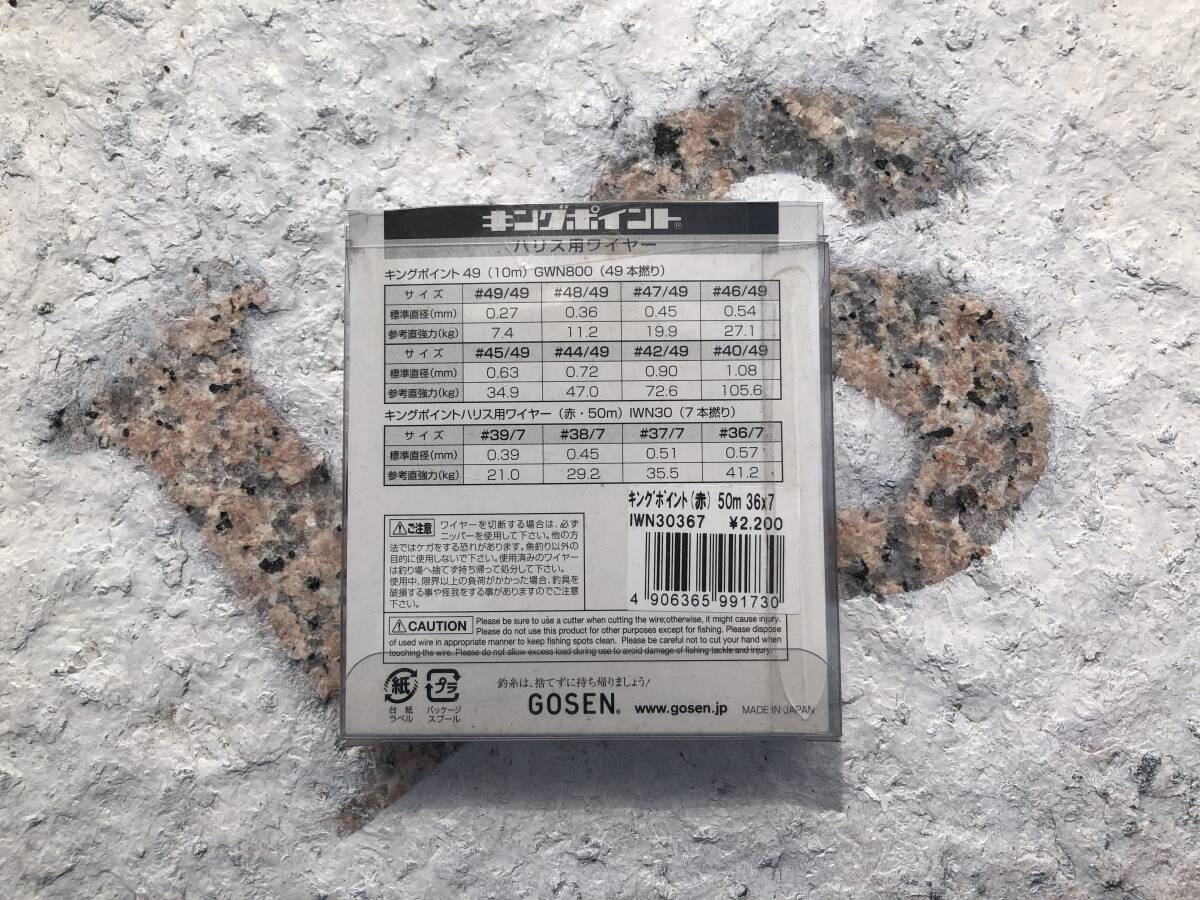 キングポイント®
ハリス用ワイヤー
キングポイント49（10m）GWN800（49本撚り）
サイズ #49/49 #48/49 #47/49 #46/49
標準直径(mm) 0.27 0.36 0.45 0.54
参考直強力(kg) 7.4 11.2 19.9 27.1
サイズ #45/49 #44/49 #42/49 #40/49
標準直径(mm) 0.63 0.72 0.90 1.08
参考直強力(kg) 34.9 47.0 72.6 105.6
キングポイントハリス用ワイヤー（赤・50m）IWN30（7本撚り）
サイズ #39/7 #38/7 #37/7 #36/7
標準直径(mm) 0.39 0.45 0.51 0.57
参考直強力(kg) 21.0 29.2 35.5 41.2
キングポイント(赤) 50m 36x7
IWN30367 ¥2,200
4 906365 991730
ご注意 ワイヤーを切断する場合は、必ず
ニッパーを使用して下さい。他の方
法ではケガをする恐れがあります。魚釣り以外の
目的に使用しないで下さい。使用済みのワイヤー
は釣り場へ捨てず持ち帰って処分して下さい。
使用中、限界以上の負荷がかかった場合、釣具を
破損する事や怪我をする事がありますのでご注意
下さい。
CAUTION Please be sure to use a cutter when cutting the wire;otherwise, it might cause injury.
Please do not use this product for other purposes except for fishing. Please dispose
of used wire in appropriate manner to keep fishing spots clean. Please be careful not to cut your hand when
touching the wire. Please do not allow excess load during use to avoid damage of fishing tackle and injury.
紙 プラ
台紙 パッケージ
ラベル スプール
釣糸は、捨てずに持ち帰りましょう!
GOSEN® www.gosen.jp MADE IN JAPAN